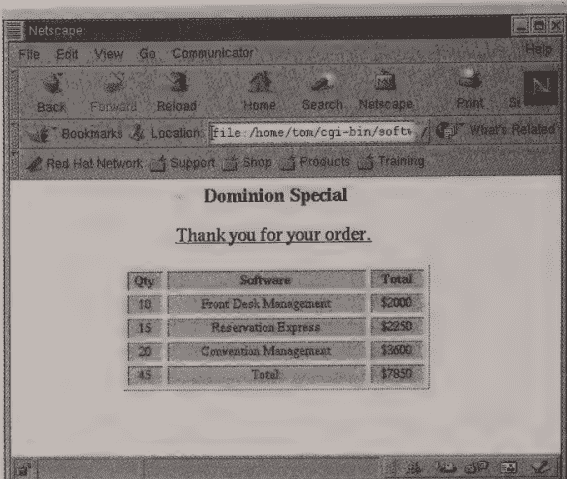 Netscape:
File Edit View Go Communicator Help
Back Forward Reload Home Search Netscape Print
Bookmarks Location: file:/home/tom/cgi-bin/softw What's Related
Red Hat Network Support Shop Products Training
Dominion Special
Thank you for your order.
Qty Software Total
10 Front Desk Management $2000
15 Reservation Express $2250
20 Convention Management $3600
45 Total $7850